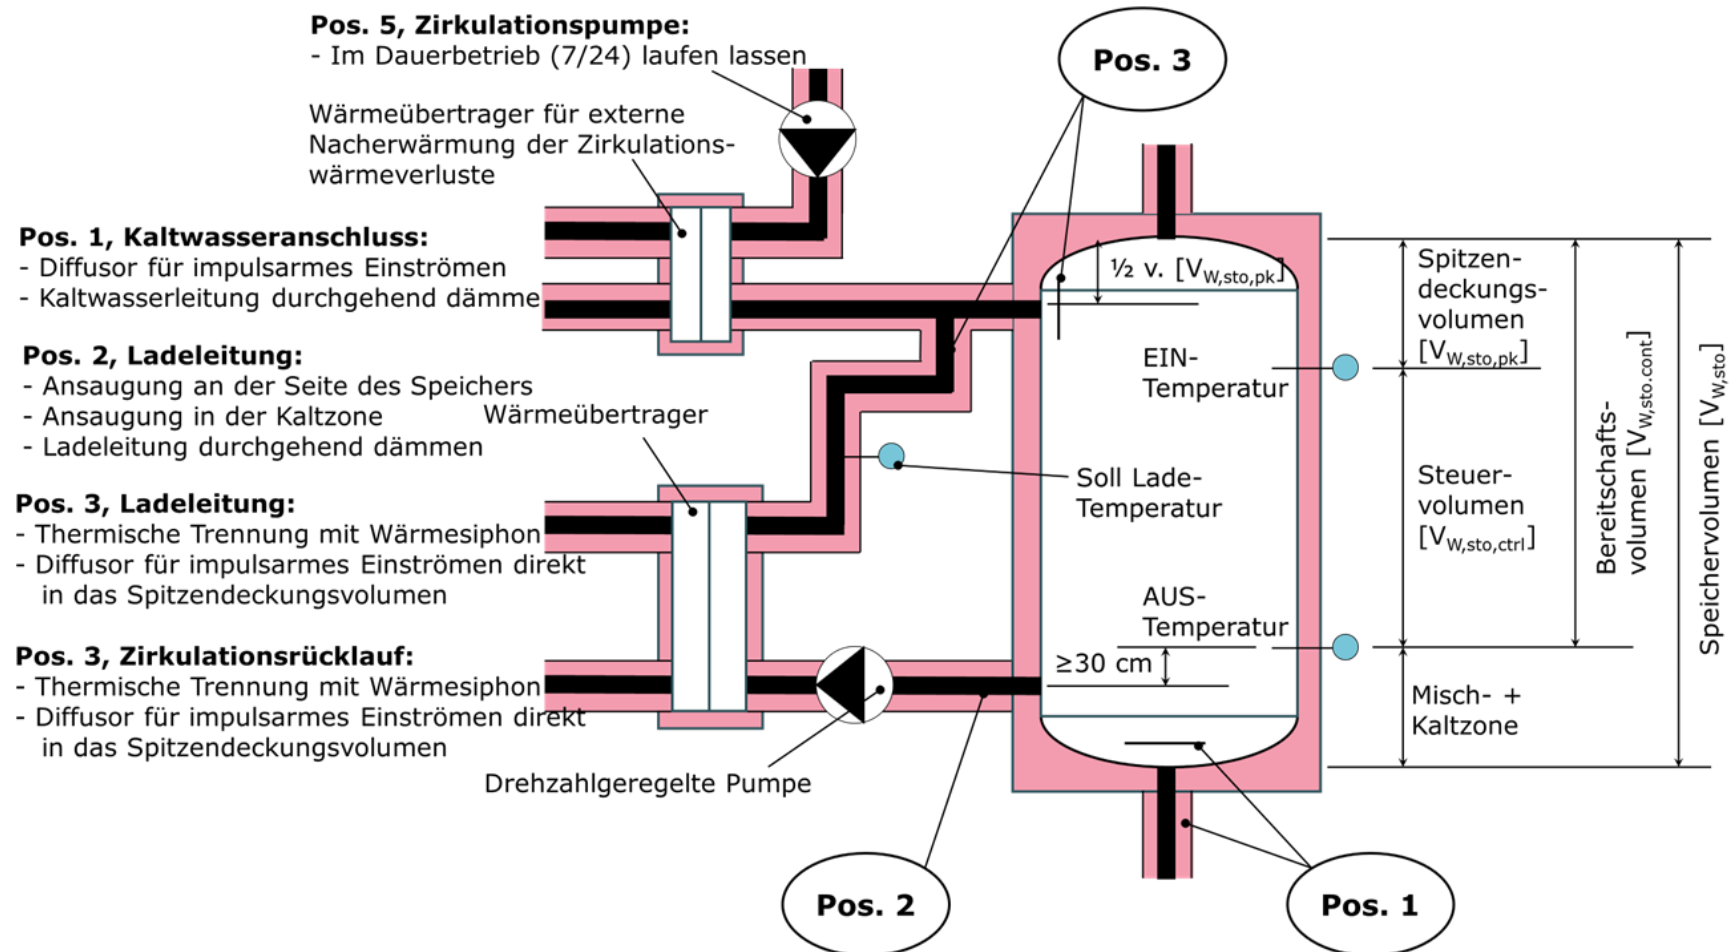 Pos. 5, Zirkulationspumpe:
- Im Dauerbetrieb (7/24) laufen lassen
Wärmeübertrager für externe
Nacherwärmung der Zirkulations-
wärmeverluste
Pos. 1, Kaltwasseranschluss:
- Diffusor für impulsarmes Einströmen
- Kaltwasserleitung durchgehend dämme
Pos. 2, Ladeleitung:
- Ansaugung an der Seite des Speichers
- Ansaugung in der Kaltzone
- Ladeleitung durchgehend dämmen
Wärmeübertrager
Pos. 3, Ladeleitung:
- Thermische Trennung mit Wärmesiphon
- Diffusor für impulsarmes Einströmen direkt
in das Spitzendeckungsvolumen
Pos. 3, Zirkulationsrücklauf:
- Thermische Trennung mit Wärmesiphon
- Diffusor für impulsarmes Einströmen direkt
in das Spitzendeckungsvolumen
Drehzahlgeregelte Pumpe
Pos. 3
½ v. [VW,sto,pk]
EIN-
Temperatur
Soll Lade-
Temperatur
AUS-
Temperatur
≥30 cm
Spitzen-
deckungs-
volumen
[VW,sto,pk]
Steuer-
volumen
[VW,sto,ctrl]
Misch- +
Kaltzone
Bereitschafts-
volumen [VW,sto.cont]
Speichervolumen [VW,sto]
Pos. 2
Pos. 1